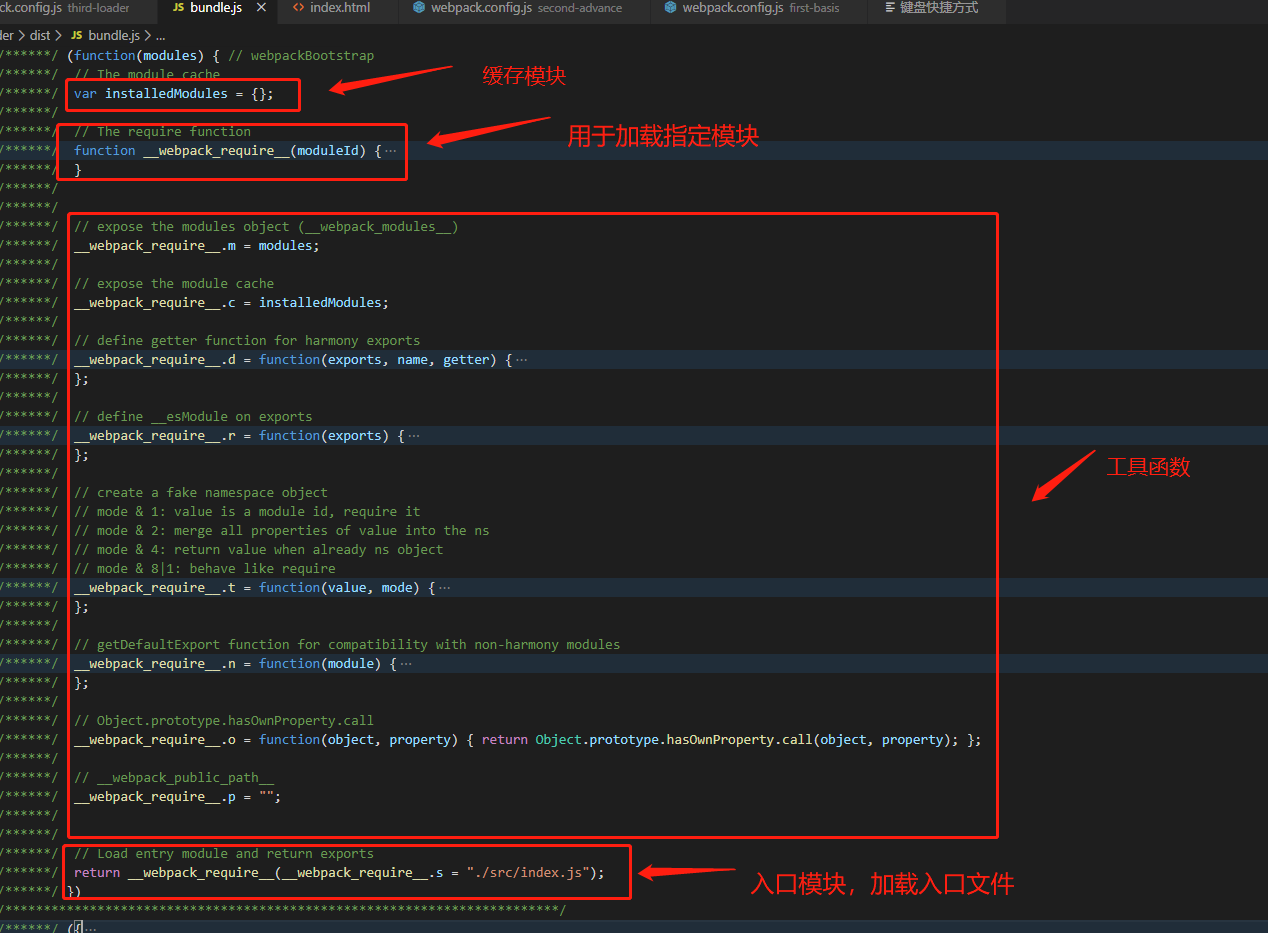 ck.config.js third-loader JS bundle.js × <> index.html webpack.config.js second-advance webpack.config.js first-basis 键盘快捷方式
der > dist > JS bundle.js > ...
/******/ (function(modules) { // webpackBootstrap
/******/ // The module cache
/******/ var installedModules = {};
缓存模块
/******/
/******/ // The require function
用于加载指定模块
/******/ function __webpack_require__(moduleId) { ···
/******/ }
/******/
/******/
/******/ // expose the modules object (__webpack_modules__)
/******/ __webpack_require__.m = modules;
/******/
/******/ // expose the module cache
/******/ __webpack_require__.c = installedModules;
/******/
/******/ // define getter function for harmony exports
/******/ __webpack_require__.d = function(exports, name, getter) { ···
/******/ };
/******/
/******/ // define __esModule on exports
/******/ __webpack_require__.r = function(exports) { ···
/******/ };
工具函数
/******/
/******/ // create a fake namespace object
/******/ // mode & 1: value is a module id, require it
/******/ // mode & 2: merge all properties of value into the ns
/******/ // mode & 4: return value when already ns object
/******/ // mode & 8|1: behave like require
/******/ __webpack_require__.t = function(value, mode) { ···
/******/ };
/******/
/******/ // getDefaultExport function for compatibility with non-harmony modules
/******/ __webpack_require__.n = function(module) { ···
/******/ };
/******/
/******/ // Object.prototype.hasOwnProperty.call
/******/ __webpack_require__.o = function(object, property) { return Object.prototype.hasOwnProperty.call(object, property); };
/******/
/******/ // __webpack_public_path__
/******/ __webpack_require__.p = "";
/******/
/******/
/******/ // Load entry module and return exports
/******/ return __webpack_require__(__webpack_require__.s = "./src/index.js");
入口模块，加载入口文件
/******/ })
/************************************************************************/
/******/ ({ ···